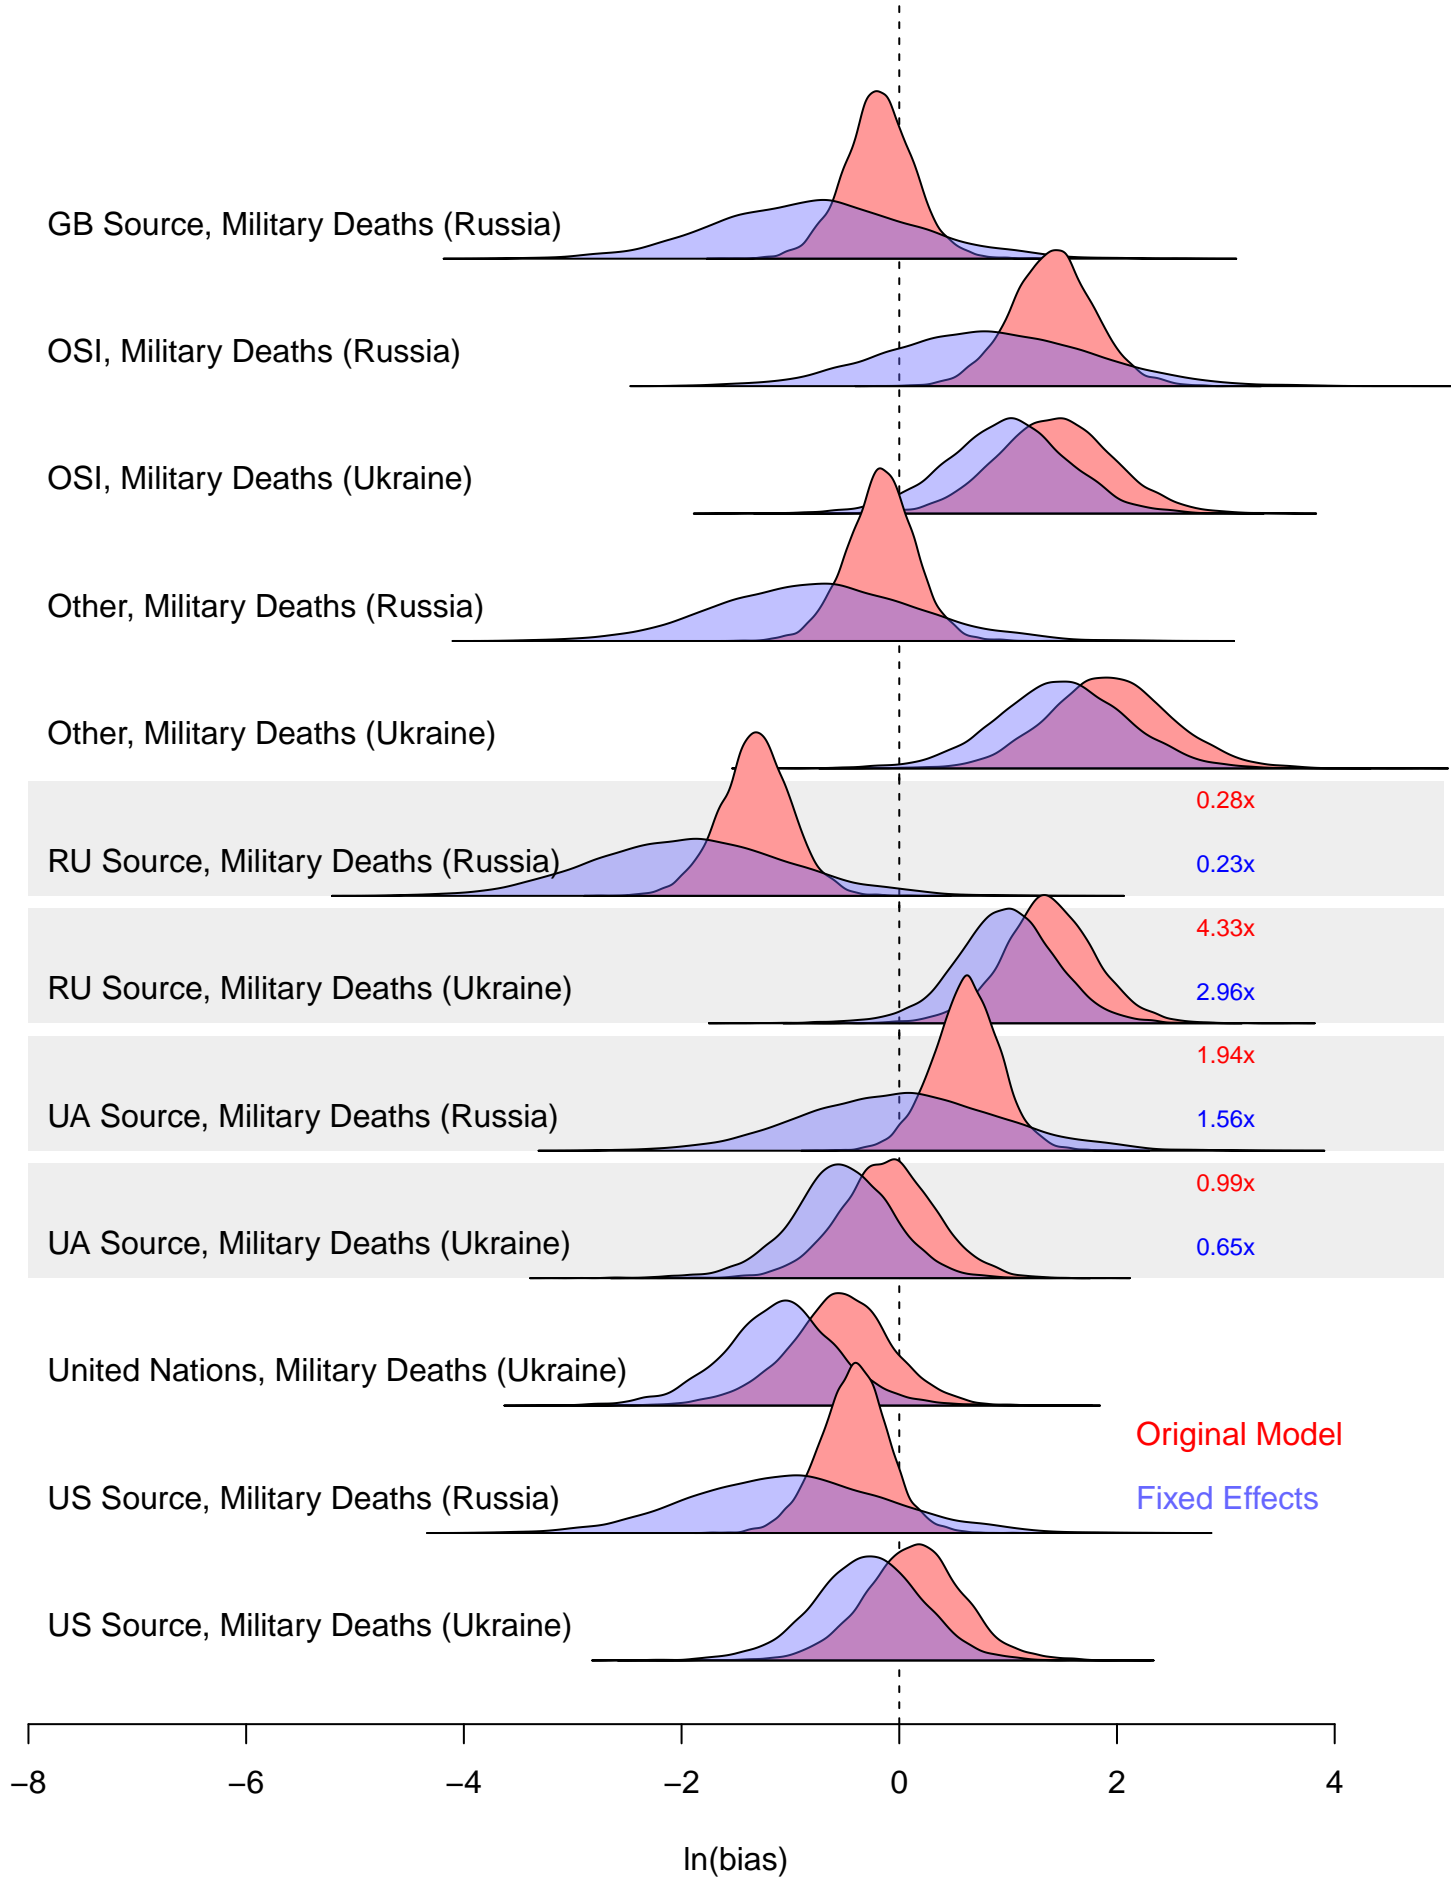 GB Source, Military Deaths (Russia)
OSI, Military Deaths (Russia)
OSI, Military Deaths (Ukraine)
Other, Military Deaths (Russia)
Other, Military Deaths (Ukraine)
0.28x
RU Source, Military Deaths (Russia)
0.23x
4.33x
RU Source, Military Deaths (Ukraine)
2.96x
1.94x
UA Source, Military Deaths (Russia)
1.56x
0.99x
UA Source, Military Deaths (Ukraine)
0.65x
United Nations, Military Deaths (Ukraine)
Original Model
US Source, Military Deaths (Russia)
Fixed Effects
US Source, Military Deaths (Ukraine)
−8 −6 −4 −2 0 2 4
ln(bias)